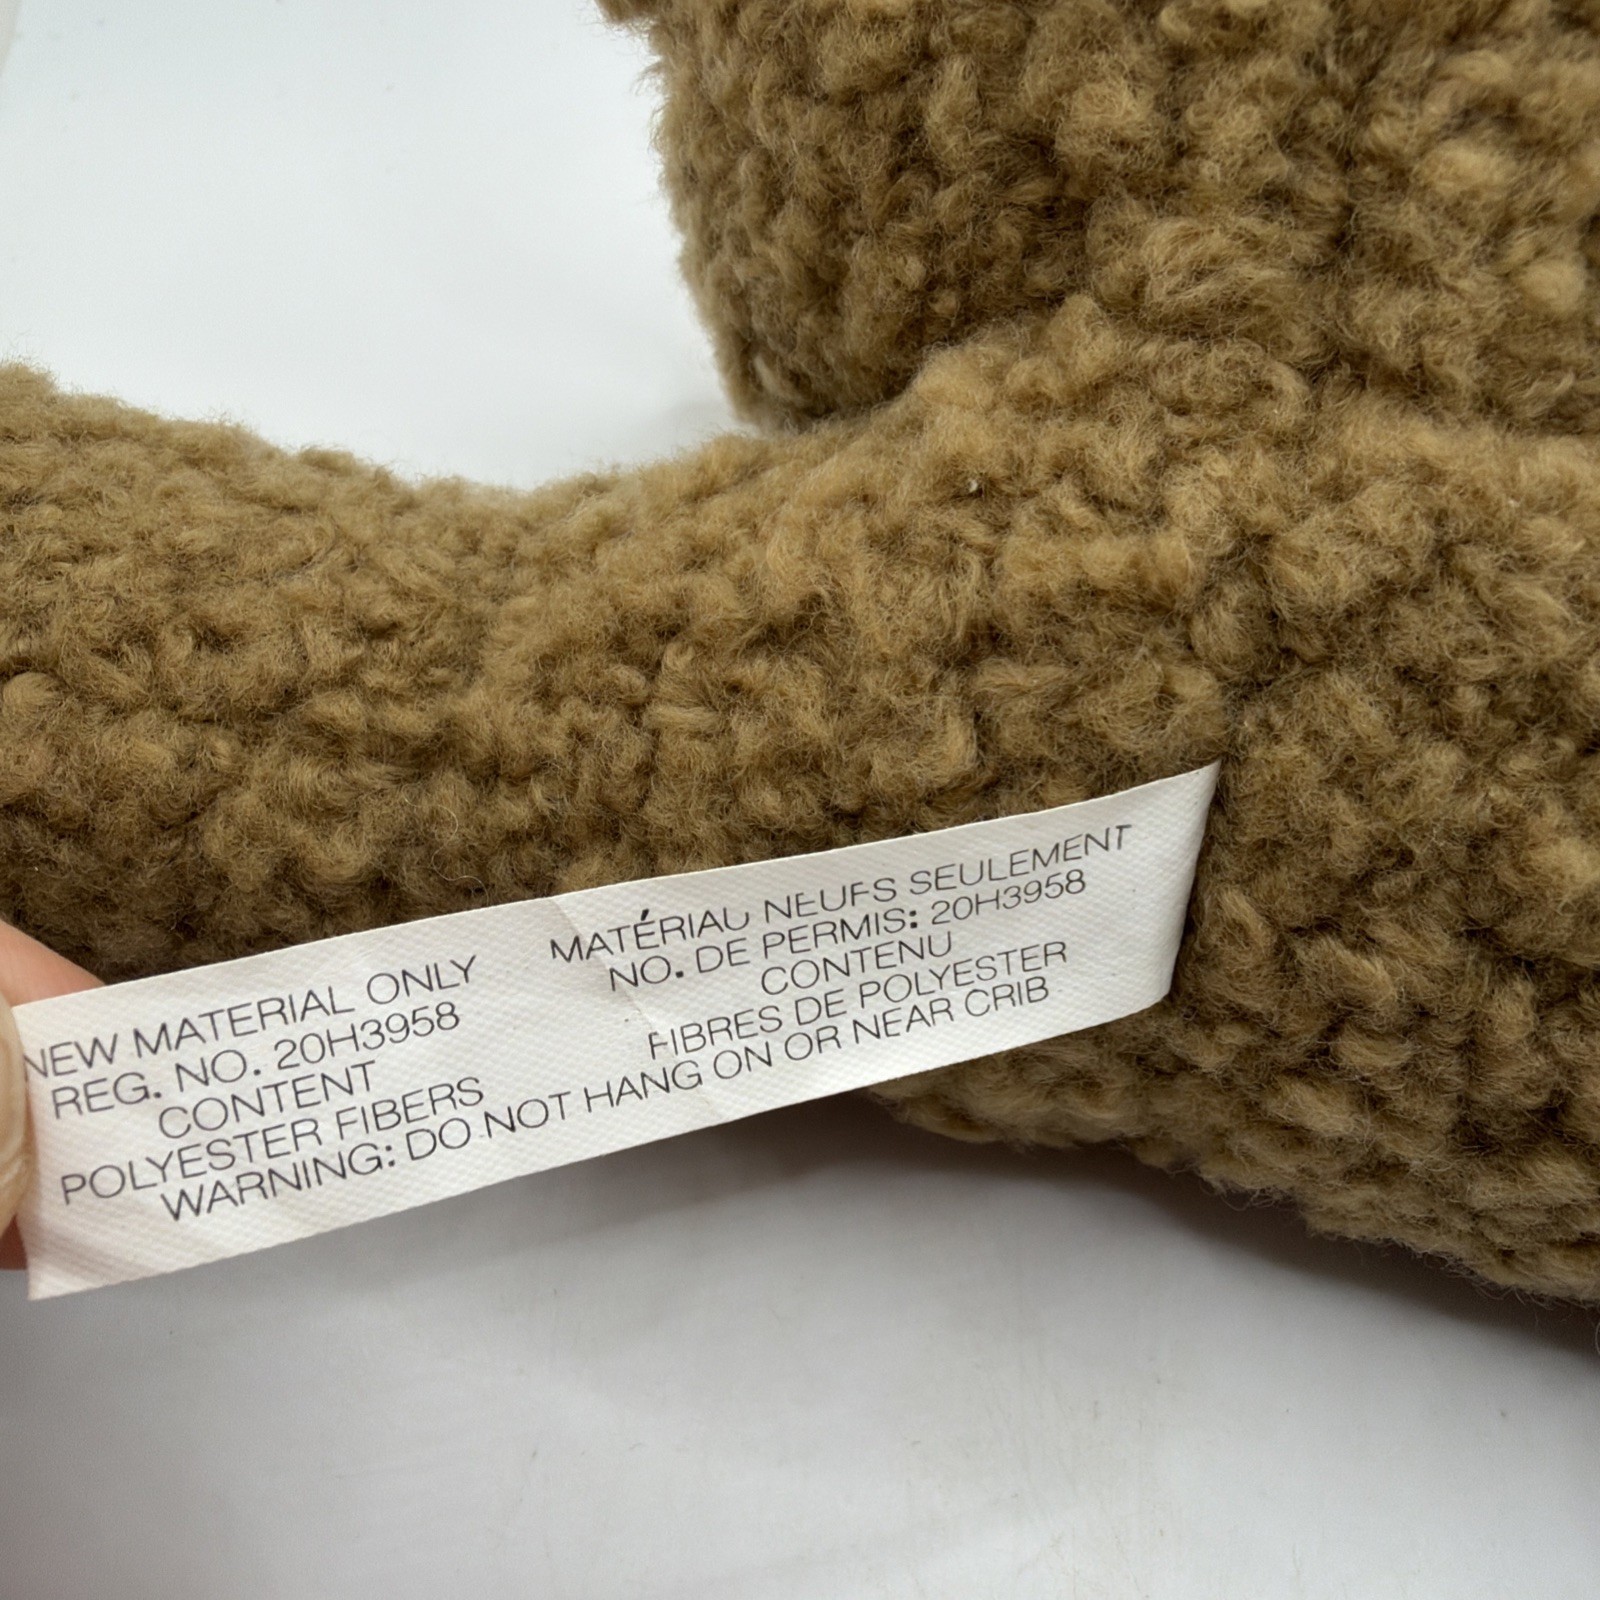 NEW MATERIAL ONLY
REG. NO. 20H3958
CONTENT
POLYESTER FIBERS
MATÉRIAU NEUFS SEULEMENT
NO. DE PERMIS: 20H3958
CONTENU
FIBRES DE POLYESTER
WARNING: DO NOT HANG ON OR NEAR CRIB